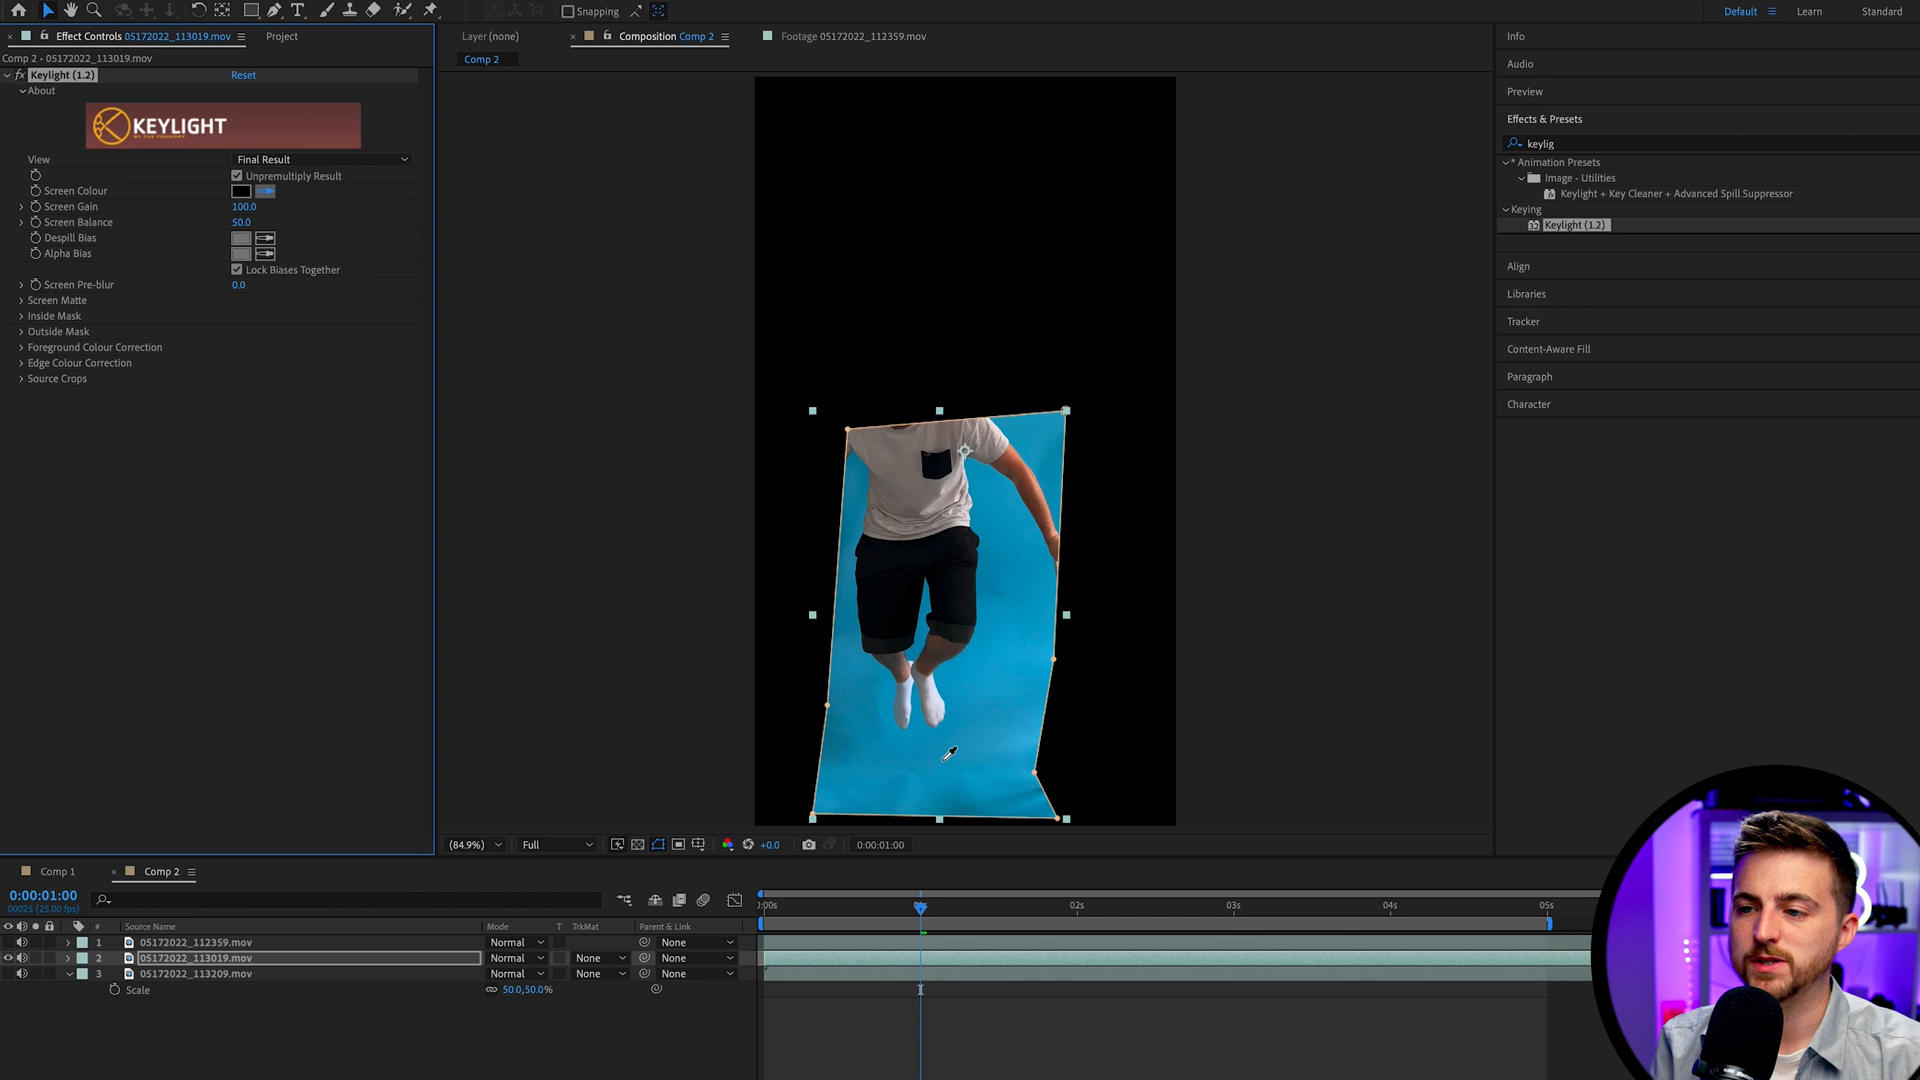 Snapping
Default
Learn
Standard
Effect Controls 05172022_113019.mov
Project
Layer (none)
Composition Comp 2
Footage 05172022_112359.mov
Info
Comp 2 - 05172022_113019.mov
Comp 2
Audio
fx Keylight (1.2)
Reset
About
Preview
KEYLIGHT
BY THE FOUNDRY
Effects & Presets
keylig
View
Final Result
* Animation Presets
Unpremultiply Result
Image - Utilities
Screen Colour
Keylight + Key Cleaner + Advanced Spill Suppressor
Screen Gain
100.0
Keying
Screen Balance
50.0
32 Keylight (1.2)
Despill Bias
Alpha Bias
Lock Biases Together
Align
Screen Pre-blur
0.0
Libraries
Screen Matte
Inside Mask
Tracker
Outside Mask
Foreground Colour Correction
Content-Aware Fill
Edge Colour Correction
Source Crops
Paragraph
Character
(84.9%)
Full
+0.0
0:00:01:00
Comp 1
Comp 2
0:00:01:00
00025 (25.00 fps)
02s
03s
04s
05s
# Source Name
Mode
T TrkMat
Parent & Link
1 05172022_112359.mov
Normal
None
2 05172022_113019.mov
Normal
None
None
3 05172022_113209.mov
Normal
None
None
Scale
50.0,50.0%